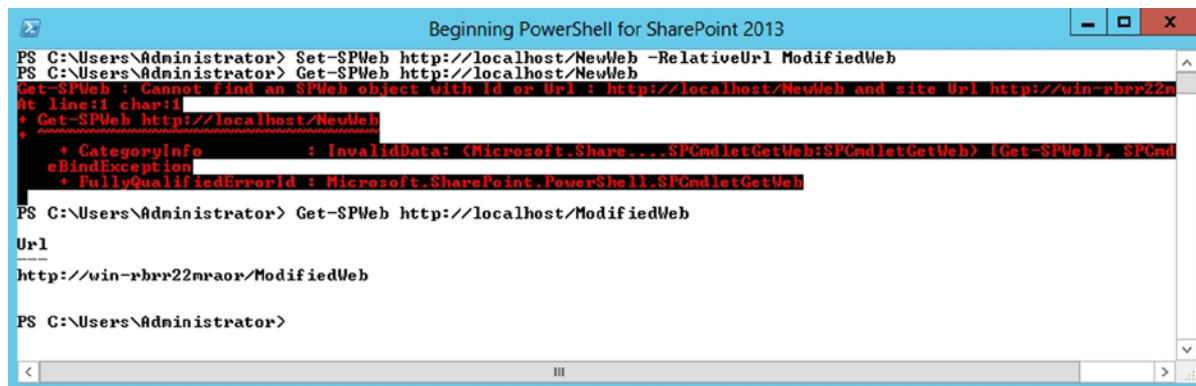 Beginning PowerShell for SharePoint 2013
PS C:\Users\Administrator> Set-SPWeb http://localhost/NewWeb -RelativeUrl ModifiedWeb
PS C:\Users\Administrator> Get-SPWeb http://localhost/NewWeb
Get-SPWeb : Cannot find an SPWeb object with Id or Url : http://localhost/NewWeb and site Url http://win-rbrr22m
At line:1 char:1
+ Get-SPWeb http://localhost/NewWeb
+ ~~~~~~~~~~~~~~~~~~~~~~~~~~~~~~~~~
+ CategoryInfo : InvalidData: (Microsoft.Share....SPCmdletGetWeb:SPCmdletGetWeb) [Get-SPWeb], SPCmd
eBindException
+ FullyQualifiedErrorId : Microsoft.SharePoint.PowerShell.SPCmdletGetWeb
PS C:\Users\Administrator> Get-SPWeb http://localhost/ModifiedWeb
Url
---
http://win-rbrr22mraor/ModifiedWeb
PS C:\Users\Administrator>